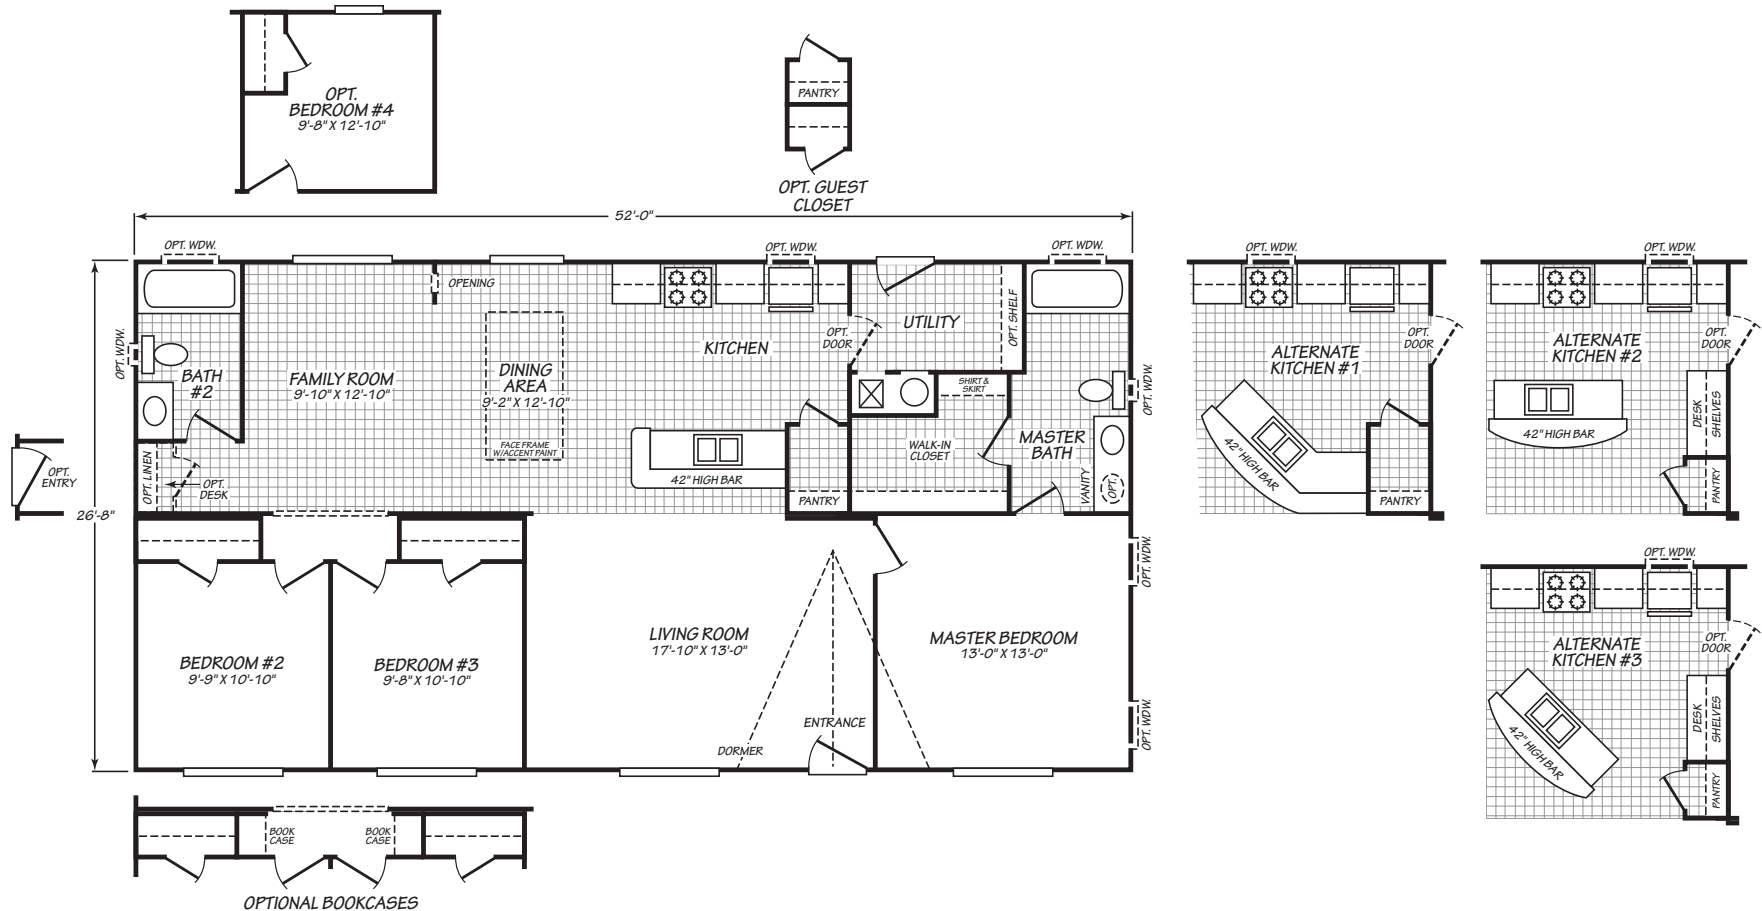 OPT.
BEDROOM #4
9'-8" X 12'-10"
PANTRY
OPT. GUEST
CLOSET
52'-0"
OPT. WDW.
OPT. WDW.
OPT. WDW.
OPENING
OPT. WDW.
BATH
#2
FAMILY ROOM
9'-10" X 12'-10"
DINING
AREA
9'-2" X 12'-10"
FACE FRAME
W/ACCENT PAINT
KITCHEN
OPT.
DOOR
UTILITY
OPT. SHELF
SHIRT &
SKIRT
OPT. WDW.
WALK-IN
CLOSET
MASTER
BATH
VANITY
OPT.
42" HIGH BAR
PANTRY
OPT.
ENTRY
OPT. LINEN
OPT.
DESK
26'-8"
BEDROOM #2
9'-9" X 10'-10"
BEDROOM #3
9'-8" X 10'-10"
LIVING ROOM
17'-10" X 13'-0"
MASTER BEDROOM
13'-0" X 13'-0"
OPT. WDW.
OPT. WDW.
ENTRANCE
DORMER
BOOK
CASE
BOOK
CASE
OPTIONAL BOOKCASES
OPT. WDW.
OPT.
DOOR
ALTERNATE
KITCHEN #1
42" HIGH BAR
PANTRY
OPT. WDW.
OPT.
DOOR
ALTERNATE
KITCHEN #2
42" HIGH BAR
DESK
SHELVES
PANTRY
OPT. WDW.
OPT.
DOOR
ALTERNATE
KITCHEN #3
42" HIGH BAR
DESK
SHELVES
PANTRY